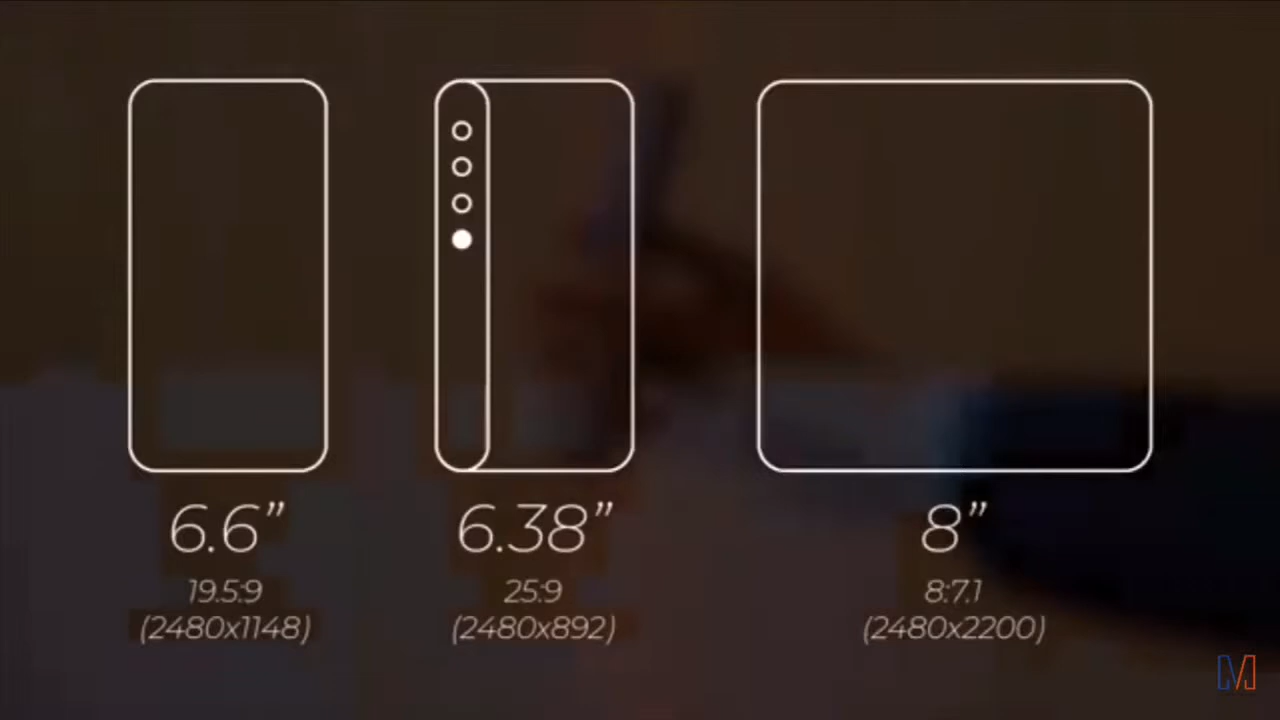 6.6”
19.5:9
(2480x1148)
6.38”
25:9
(2480x892)
8”
8:7.1
(2480x2200)